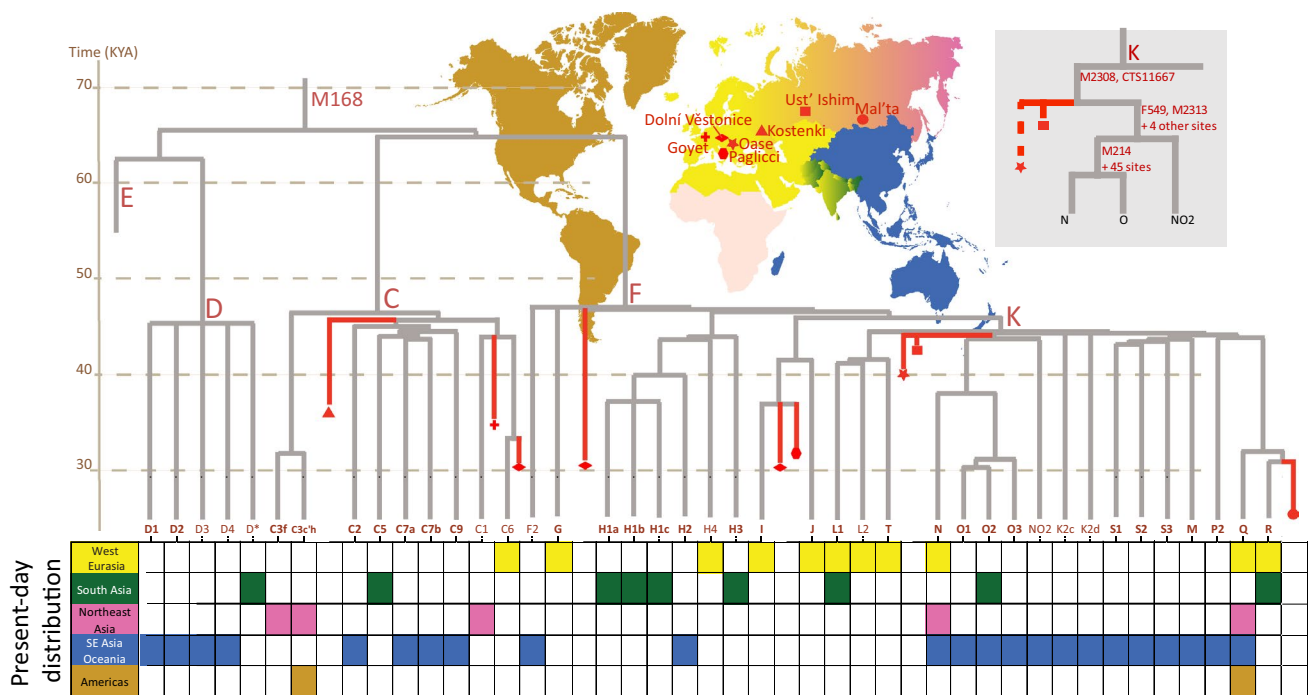 Time (KYA)
70
M168
60
50
40
30
E
D
C
F
K
Ust’ Ishim
Mal’ta
Dolní Věstonice
Kostenki
Goyet
Oase
Paglicci
K
M2308, CTS11667
F549, M2313
+ 4 other sites
M214
+ 45 sites
N O NO2
D1 D2 D3 D4 D* C3f C3c'h C2 C5 C7a C7b C9 C1 C6 F2 G H1a H1b H1c H2 H4 H3 I J L1 L2 T N O1 O2 O3 NO2 K2c K2d S1 S2 S3 M P2 Q R
Present-day
distribution
West
Eurasia
South Asia
Northeast
Asia
SE Asia
Oceania
Americas